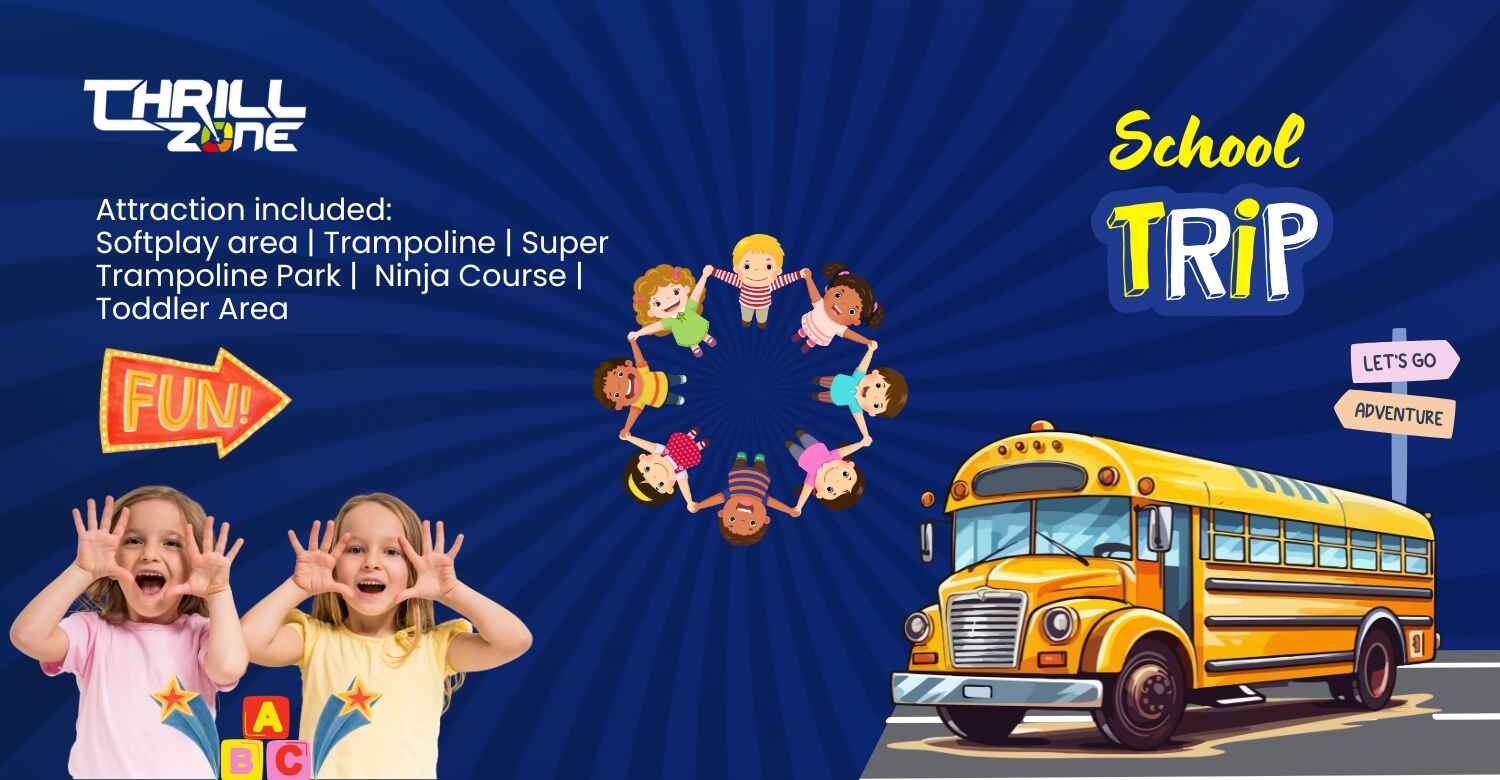 THRILL
ZONE
Attraction included:
Softplay area | Trampoline | Super
Trampoline Park | Ninja Course |
Toddler Area
FUN!
A
B C
School
TRiP
LET'S GO
ADVENTURE